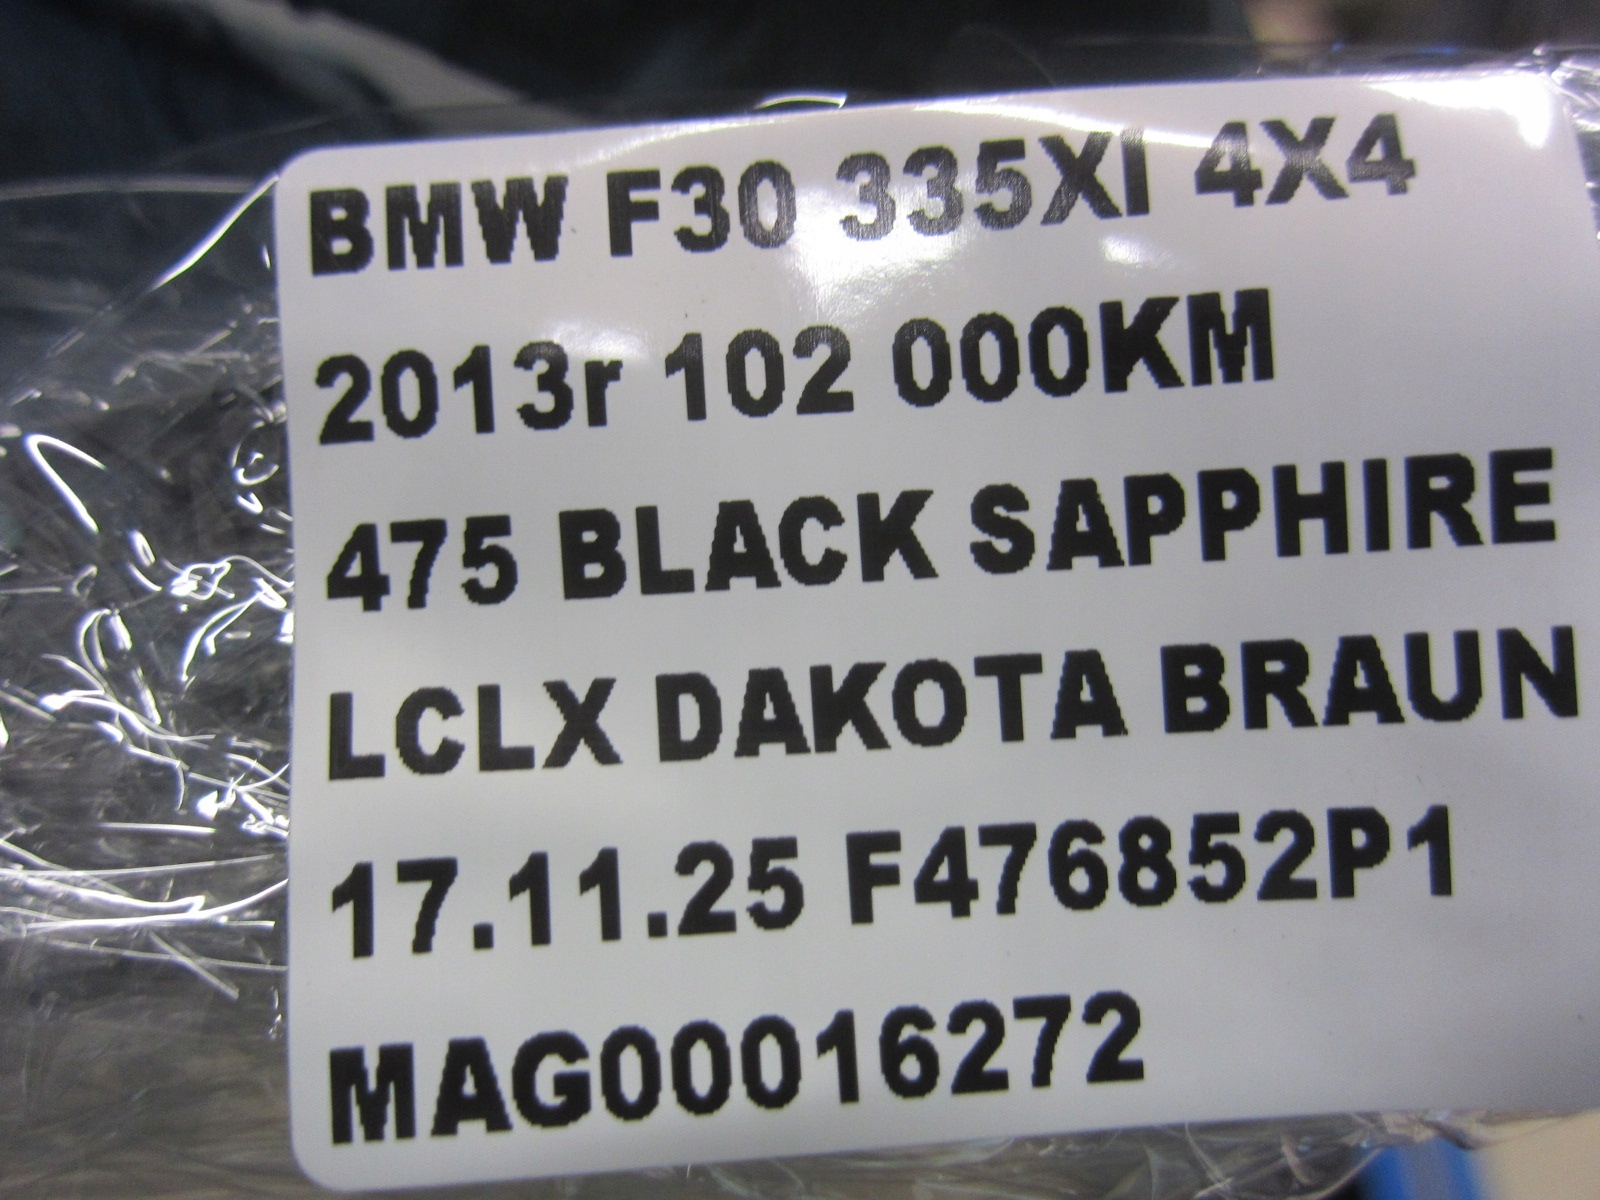 BMW F30 335XI 4X4
2013r 102 000KM
475 BLACK SAPPHIRE
LCLX DAKOTA BRAUN
17.11.25 F476852P1
MAG00016272